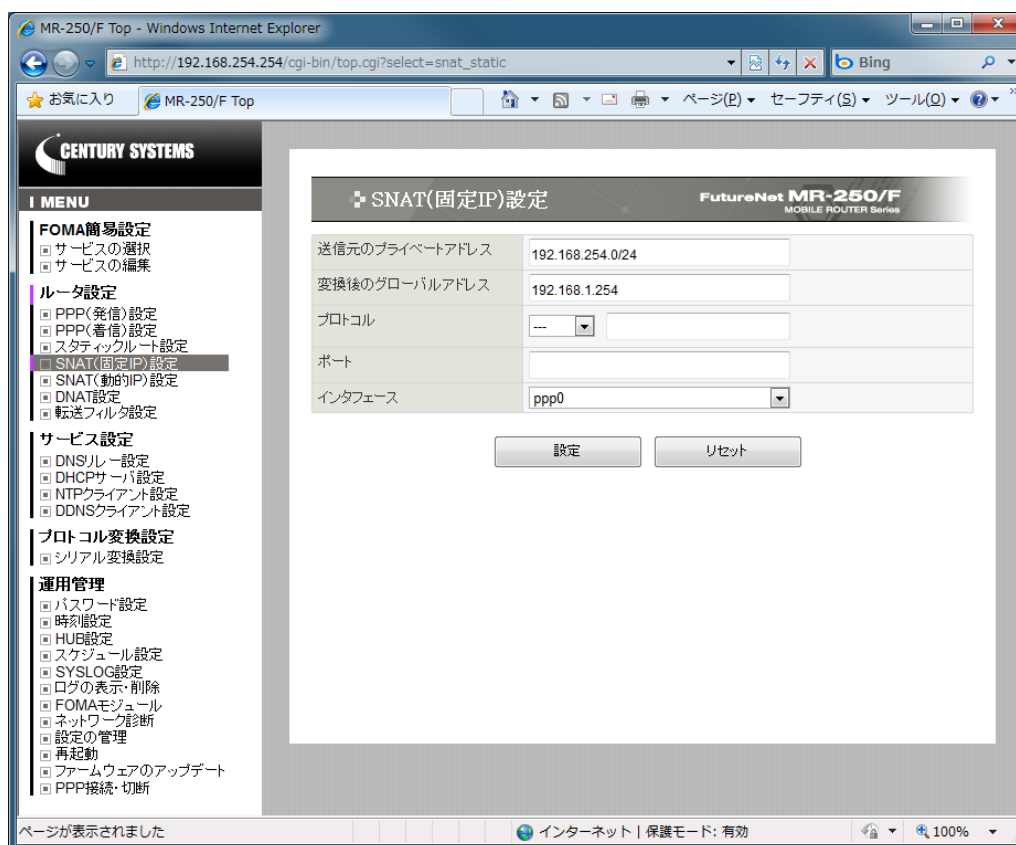 MR-250/F Top - Windows Internet Explorer
http://192.168.254.254/cgi-bin/top.cgi?select=snat_static
Bing
お気に入り
MR-250/F Top
ページ(P)
セーフティ(S)
ツール(O)
CENTURY SYSTEMS
MENU
FOMA簡易設定
サービスの選択
サービスの編集
ルータ設定
PPP(発信)設定
PPP(着信)設定
スタティックルート設定
SNAT(固定IP)設定
SNAT(動的IP)設定
DNAT設定
転送フィルタ設定
サービス設定
DNSリレー設定
DHCPサーバ設定
NTPクライアント設定
DDNSクライアント設定
プロトコル変換設定
シリアル変換設定
運用管理
パスワード設定
時刻設定
HUB設定
スケジュール設定
SYSLOG設定
ログの表示・削除
FOMAモジュール
ネットワーク診断
設定の管理
再起動
ファームウェアのアップデート
PPP接続・切断
SNAT(固定IP)設定
FutureNet MR-250/F
MOBILE ROUTER Series
送信元のプライベートアドレス 192.168.254.0/24
変換後のグローバルアドレス 192.168.1.254
プロトコル ---
ポート
インタフェース ppp0
設定 リセット
ページが表示されました
インターネット | 保護モード: 有効
100%